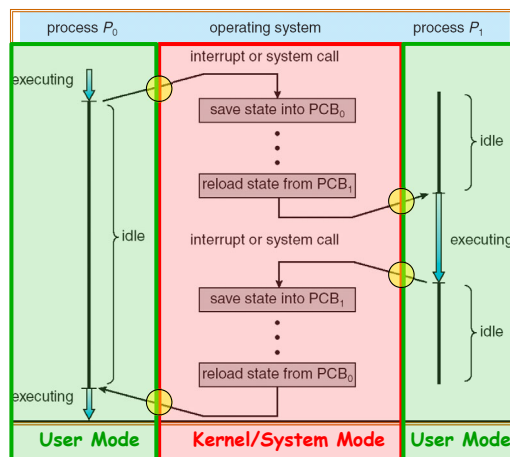 process P0
operating system
process P1
interrupt or system call
executing
save state into PCB0
idle
reload state from PCB1
idle
interrupt or system call
executing
save state into PCB1
idle
reload state from PCB0
executing
User Mode
Kernel/System Mode
User Mode